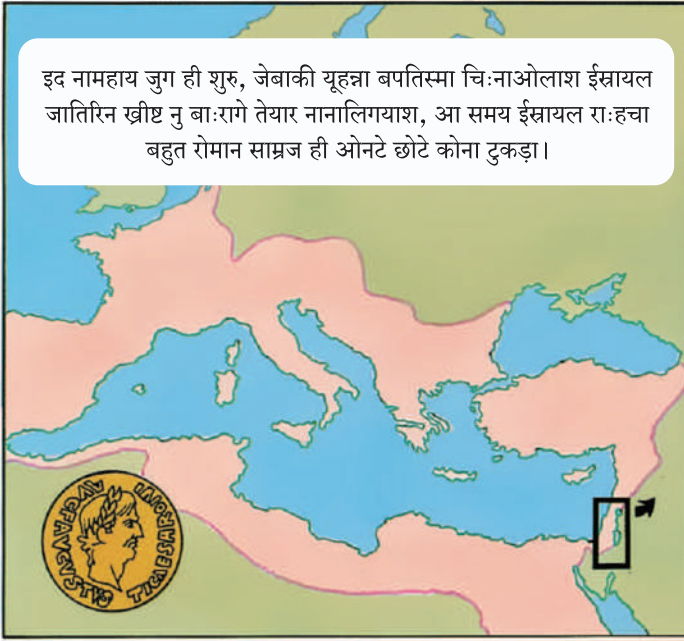 इद नामहाय जुग ही शुरु, जेबाकी यूहन्ना बपतिस्मा चिःनाओलाश ईस्रायल
जातिरिन ख्रीष्ट नु बाःरागे तेयार नानालिगयाश, आ समय ईस्रायल राःहचा
बहुत रोमान साम्रज ही ओनटे छोटे कोना टुकड़ा।